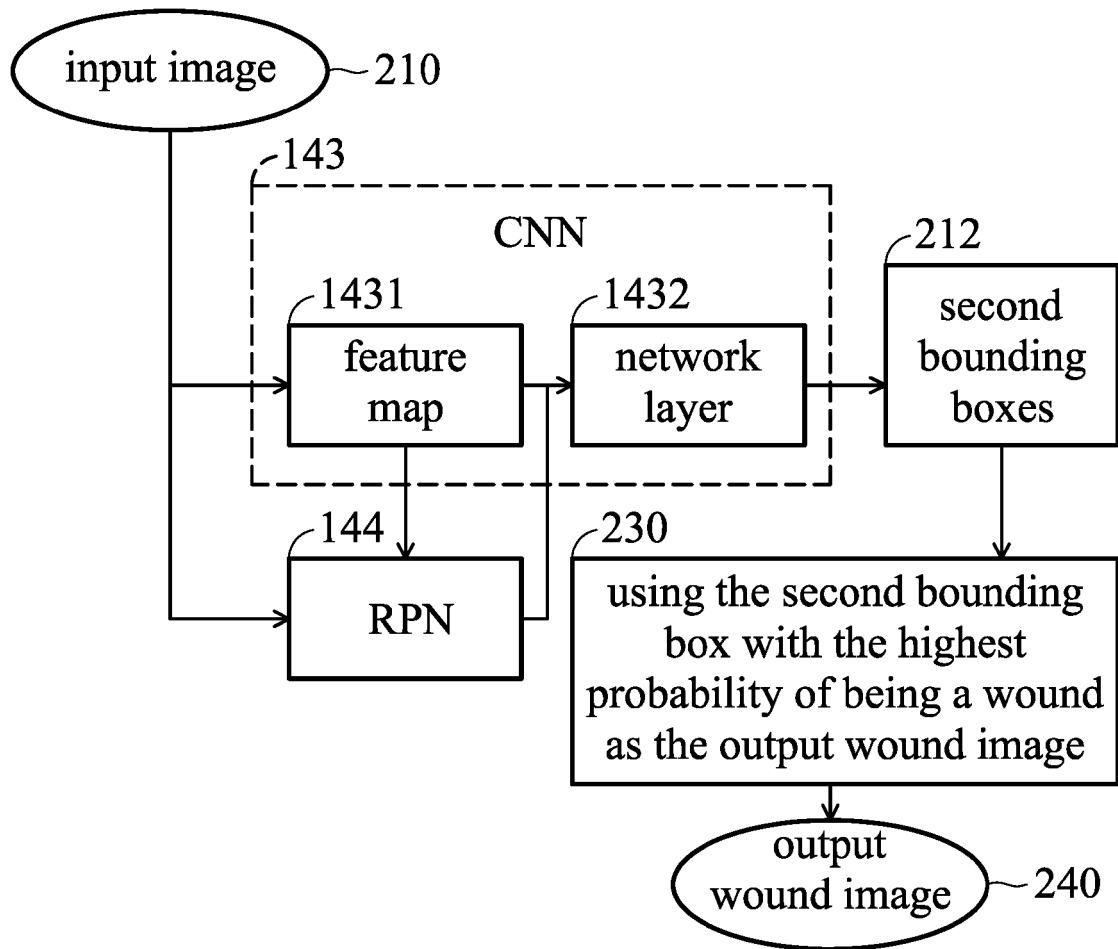 input image
210
143
CNN
212
1431
1432
feature
map
network
layer
second
bounding
boxes
144
230
RPN
using the second bounding
box with the highest
probability of being a wound
as the output wound image
output
wound image
240